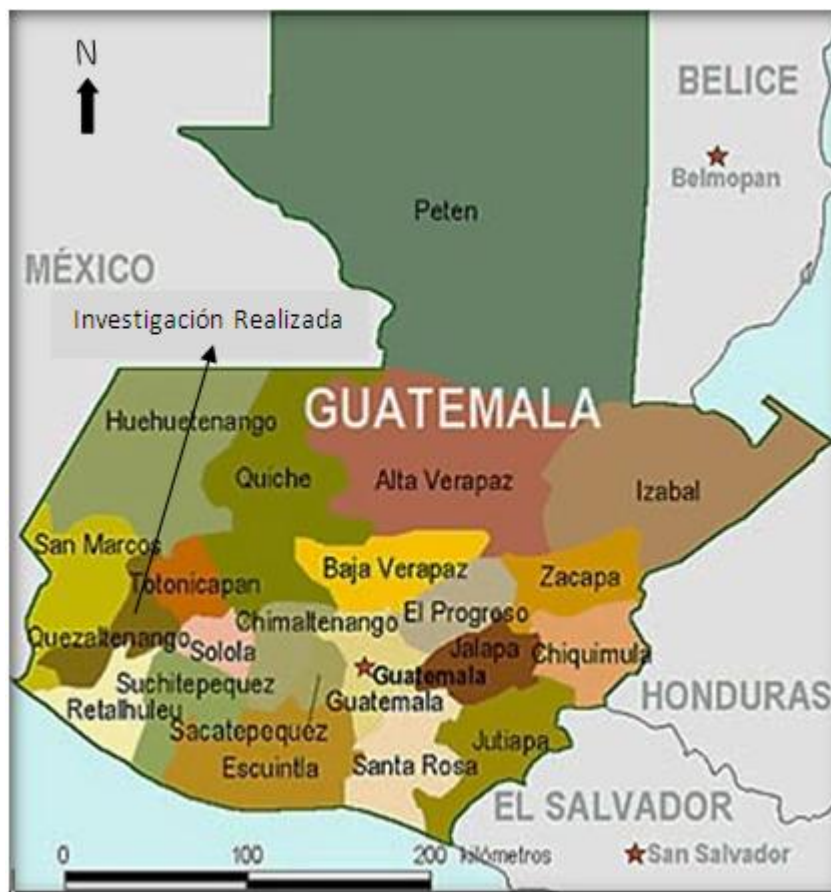 N
BELICE
Belmopan
Peten
MÉXICO
Investigación Realizada
GUATEMALA
Huehuetenango
Quiche
Alta Verapaz
Izabal
San Marcos
Totonicapan
Baja Verapaz
Zacapa
El Progreso
Chimaltenango
Quezaltenango
Solola
Jalapa
Chiquimula
Guatemala
Suchitepequez
Guatemala
Retalhuleu
HONDURAS
Sacatepequez
Jutiapa
Escuintla
Santa Rosa
EL SALVADOR
San Salvador
0 100 200 kilómetros